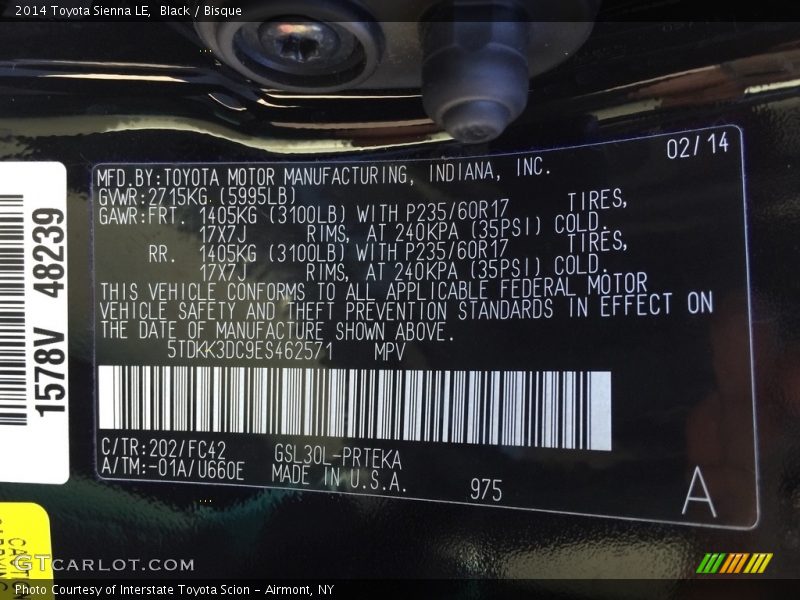 2014 Toyota Sienna LE,  Black / Bisque
02/14
MFD.BY:TOYOTA MOTOR MANUFACTURING, INDIANA, INC.
GVWR:2715KG (5995LB)
GAWR:FRT. 1405KG (3100LB) WITH P235/60R17 TIRES,
17X7J RIMS, AT 240KPA (35PSI) COLD.
RR. 1405KG (3100LB) WITH P235/60R17 TIRES,
17X7J RIMS, AT 240KPA (35PSI) COLD.
THIS VEHICLE CONFORMS TO ALL APPLICABLE FEDERAL MOTOR
VEHICLE SAFETY AND THEFT PREVENTION STANDARDS IN EFFECT ON
THE DATE OF MANUFACTURE SHOWN ABOVE.
5TDKK3DC9ES462571 MPV
C/TR:202/FC42 GSL30L-PRTEKA
A/TM:-01A/U660E MADE IN U.S.A. 975
A
1578V 48239
GTCARLOT.COM
Photo Courtesy of Interstate Toyota Scion - Airmont, NY